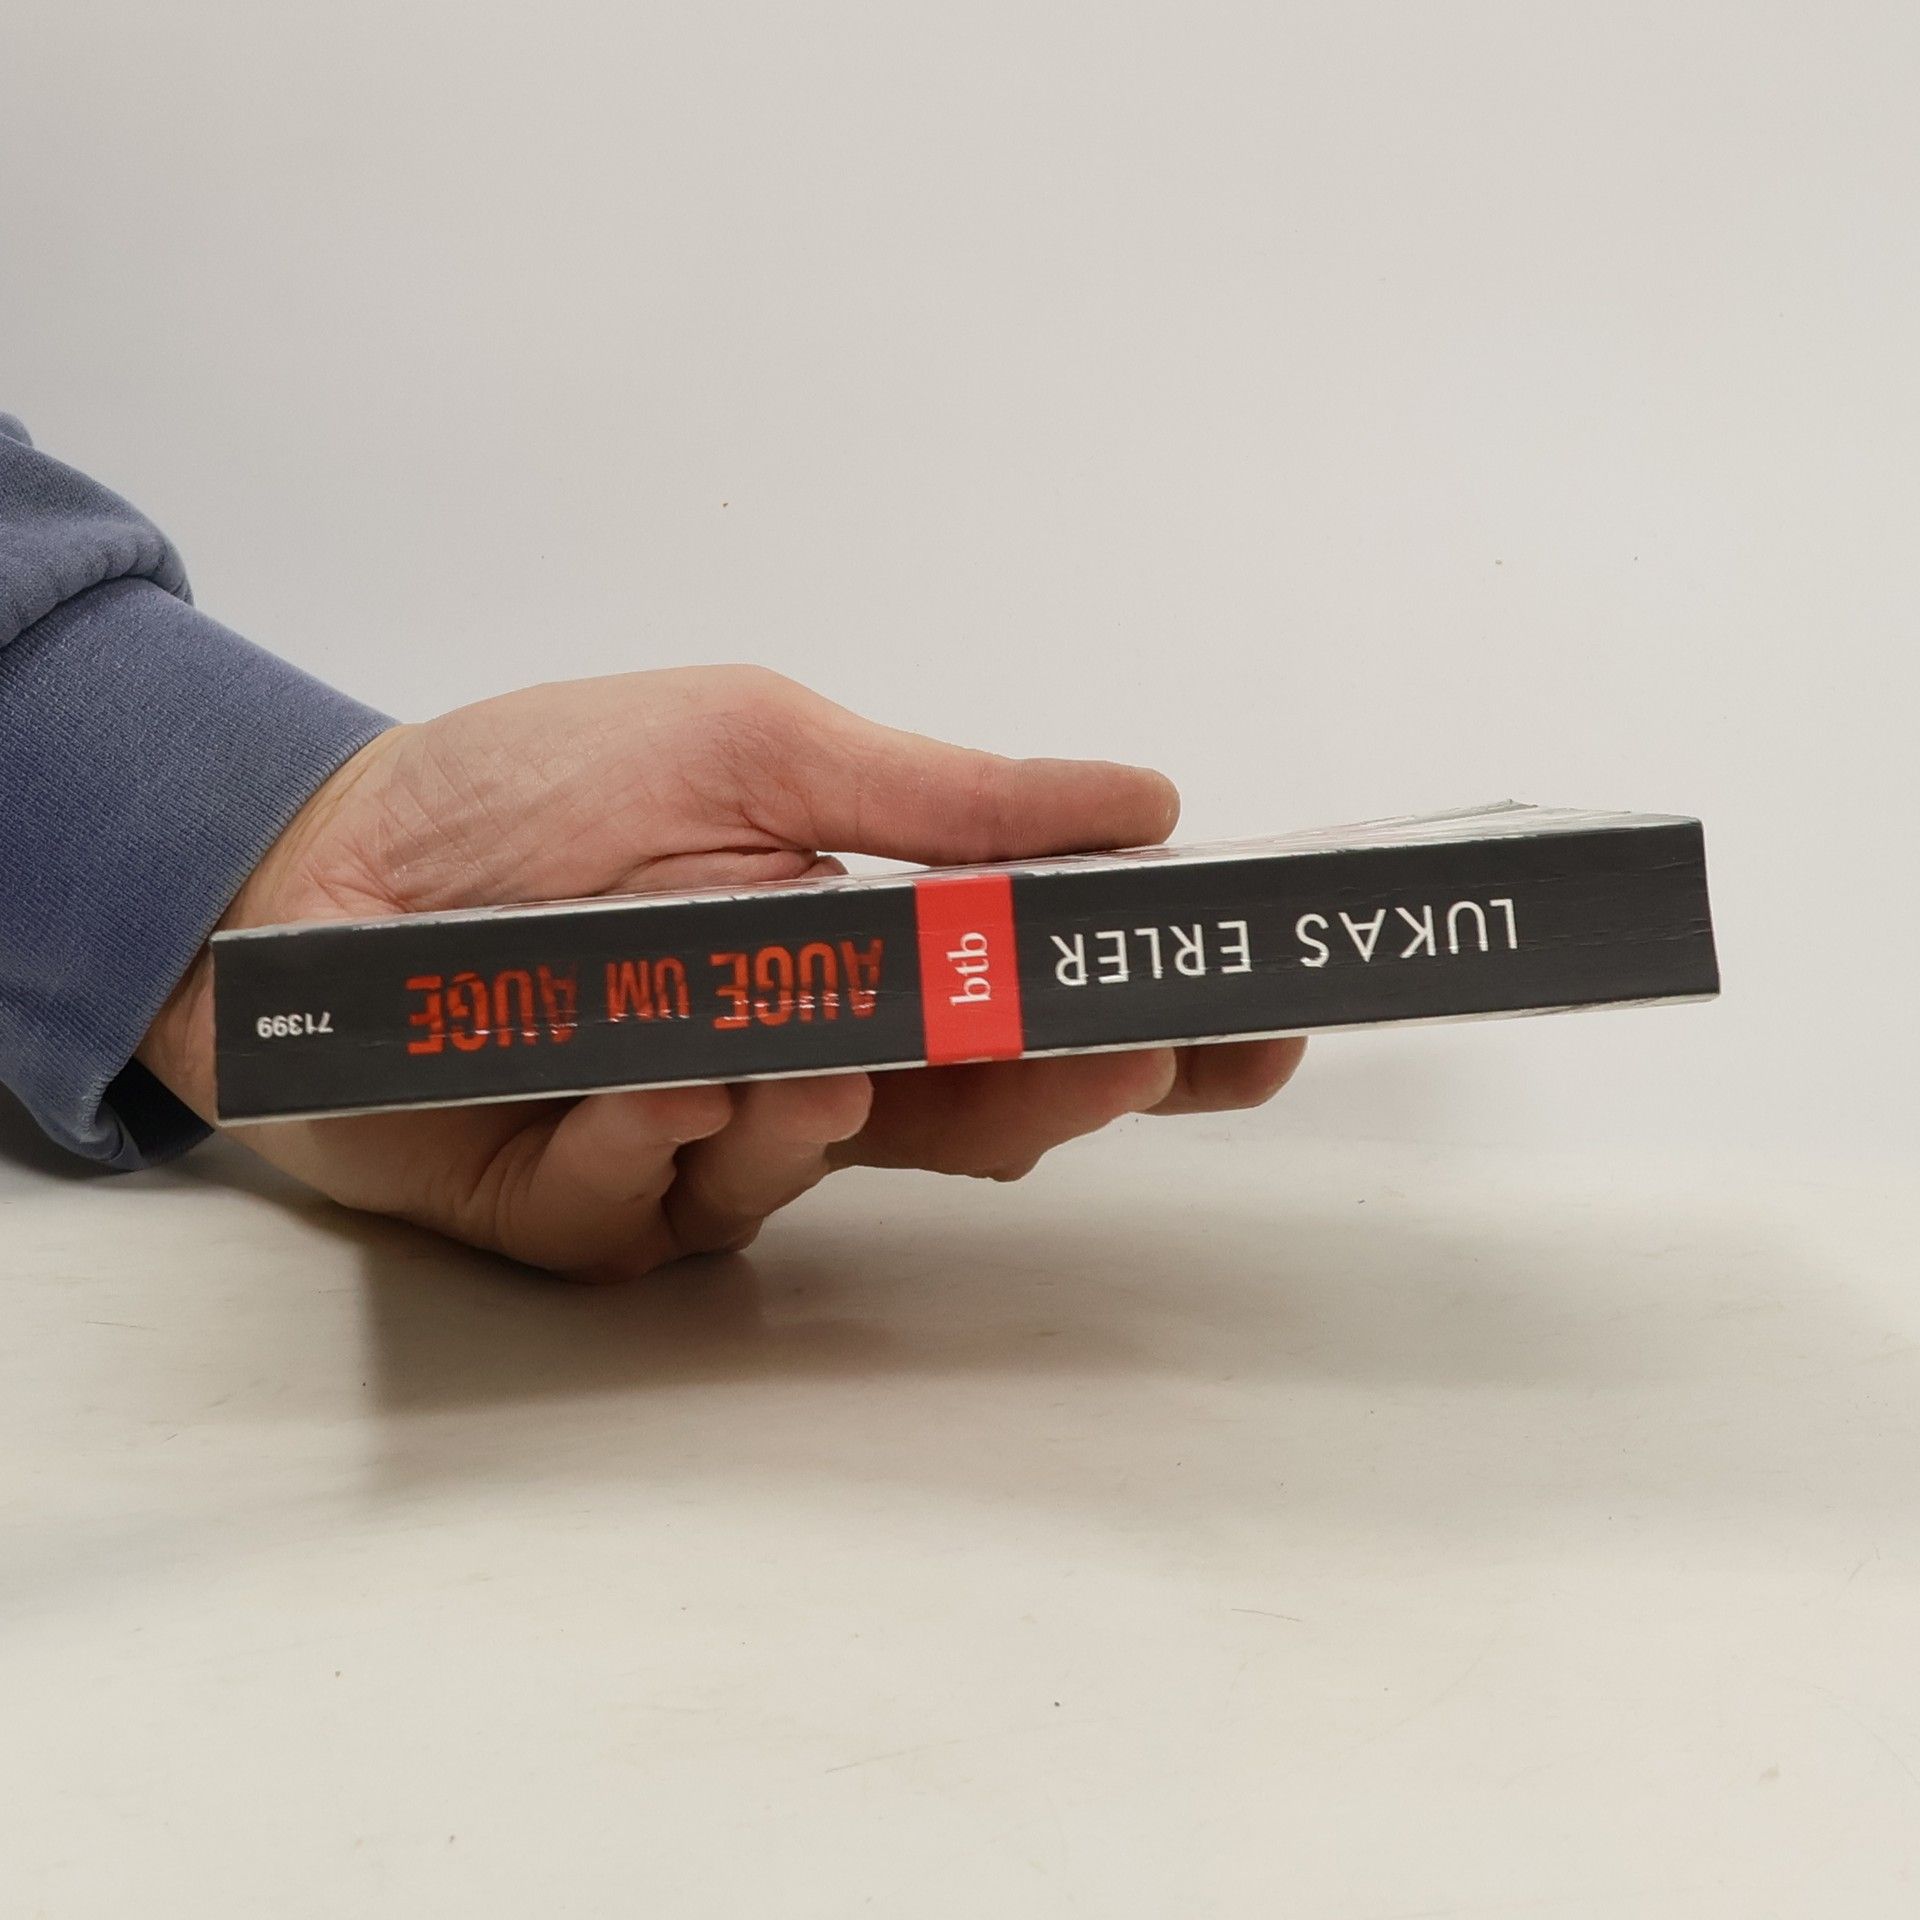 LUKAS ERLER
btb
AUGE UM AUGE
71399